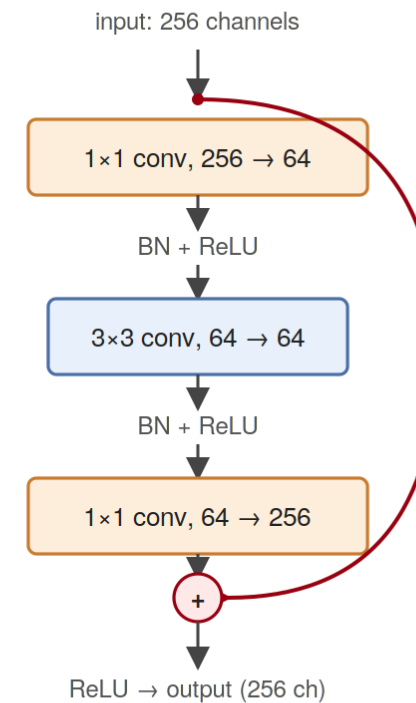 input: 256 channels
1×1 conv, 256 → 64
BN + ReLU
3×3 conv, 64 → 64
BN + ReLU
1×1 conv, 64 → 256
+
ReLU → output (256 ch)